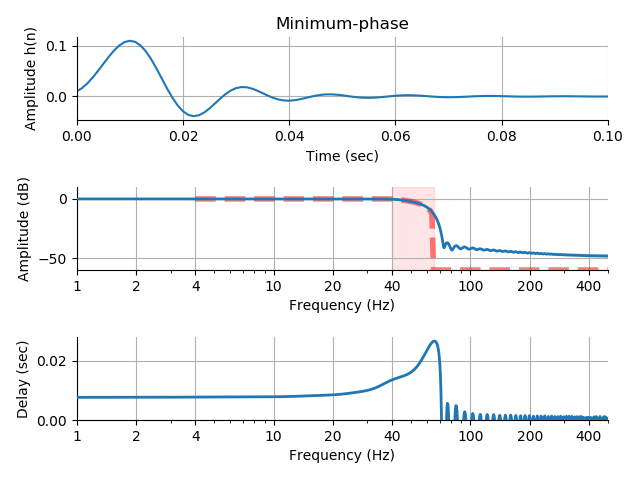 Minimum-phase
Amplitude h(n)
0.1
0.0
0.00 0.02 0.04 0.06 0.08 0.10
Time (sec)
Amplitude (dB)
0
−50
1 2 4 10 20 40 100 200 400
Frequency (Hz)
Delay (sec)
0.02
0.00
1 2 4 10 20 40 100 200 400
Frequency (Hz)